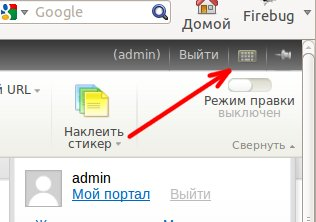 Google
Домой
Firebug
(admin) Выйти
й URL
Наклеить
стикер
Режим правки
выключен
Свернуть
admin
Мой портал Выйти